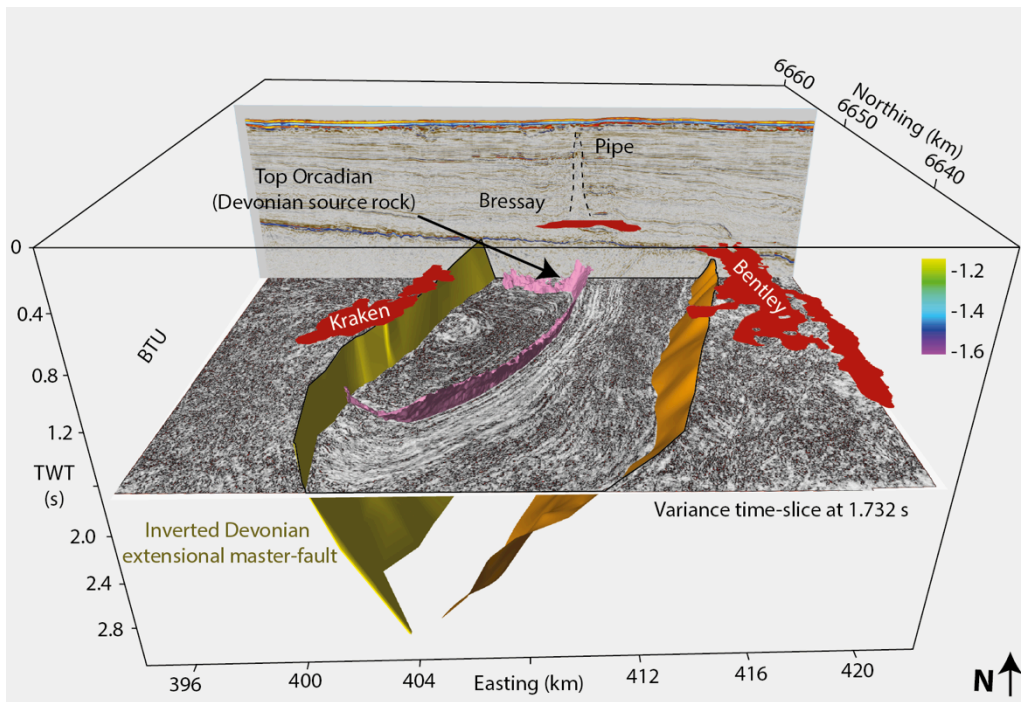 6660
6650
6640
Northing (km)
Pipe
Top Orcadian
(Devonian source rock)
Bressay
0
0.4
0.8
1.2
TWT
(s)
2.0
2.4
2.8
BTU
Kraken
Bentley
-1.2
-1.4
-1.6
Variance time-slice at 1.732 s
Inverted Devonian
extensional master-fault
396
400
404
Easting (km)
412
416
420
N